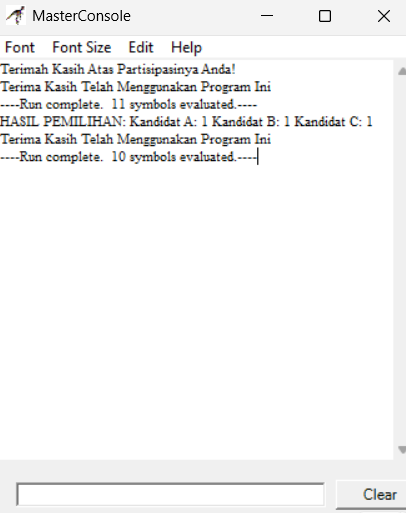 MasterConsole
Font Font Size Edit Help
Terimah Kasih Atas Partisipasinya Anda!
Terima Kasih Telah Menggunakan Program Ini
----Run complete.  11 symbols evaluated.----
HASIL PEMILIHAN: Kandidat A: 1 Kandidat B: 1 Kandidat C: 1
Terima Kasih Telah Menggunakan Program Ini
----Run complete.  10 symbols evaluated.----
Clear